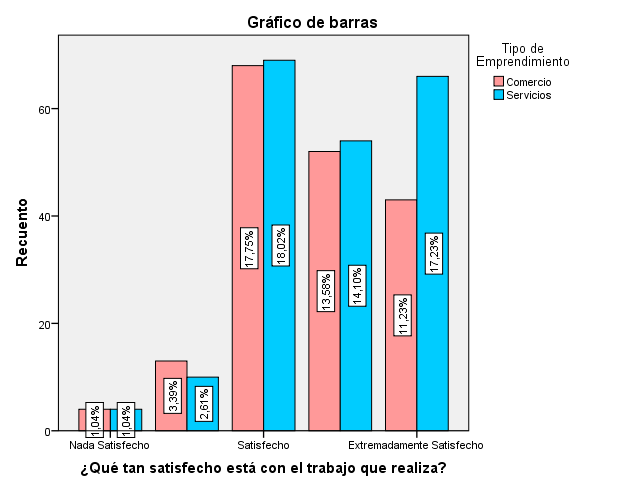 Gráfico de barras
Tipo de
Emprendimiento
Comercio
Servicios
Recuento
60
40
20
0
1,04%
1,04%
3,39%
2,61%
17,75%
18,02%
13,58%
14,10%
11,23%
17,23%
Nada Satisfecho
Satisfecho
Extremadamente Satisfecho
¿Qué tan satisfecho está con el trabajo que realiza?